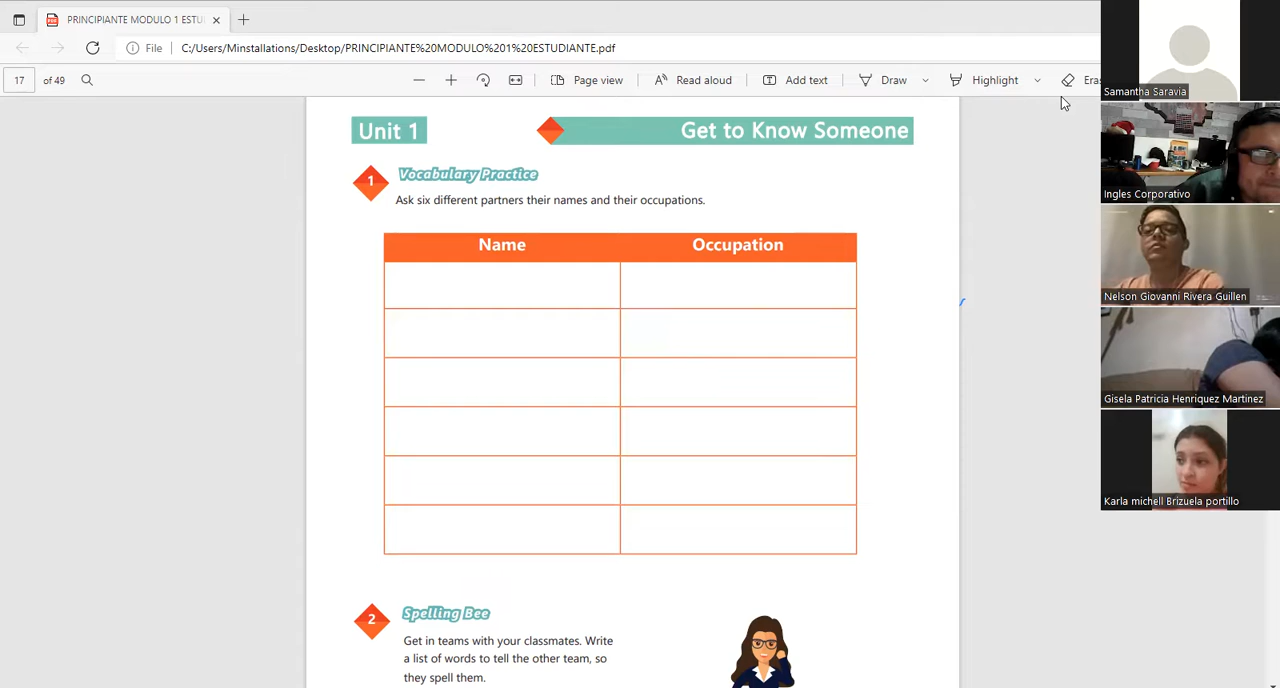 PRINCIPIANTE MODULO 1 ESTU
File C:/Users/Minstallations/Desktop/PRINCIPIANTE%20MODULO%201%20ESTUDIANTE.pdf
17 of 49 Page view Read aloud Add text Draw Highlight Eras
Samantha Saravia
Ingles Corporativo
Nelson Giovanni Rivera Guillen
Gisela Patricia Henriquez Martinez
Karla michell Brizuela portillo
Unit 1 Get to Know Someone
1 Vocabulary Practice
Ask six different partners their names and their occupations.
Name Occupation
2 Spelling Bee
Get in teams with your classmates. Write
a list of words to tell the other team, so
they spell them.